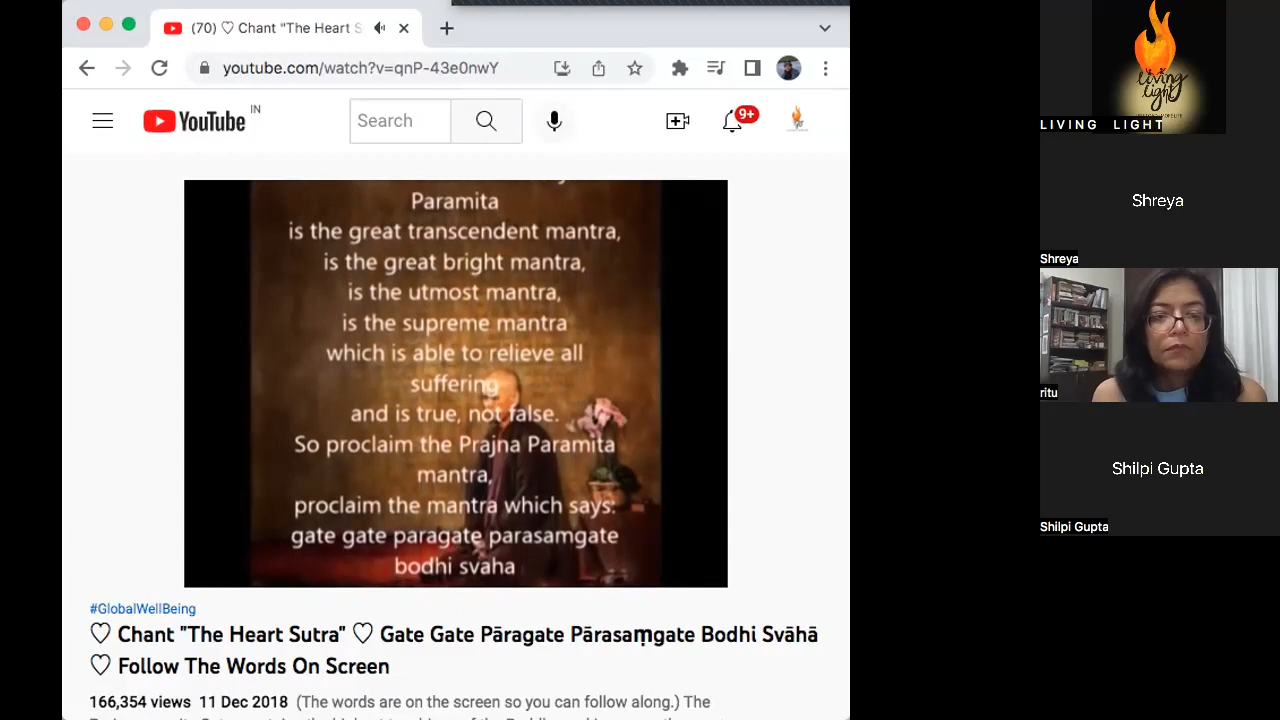 (70) ♡ Chant "The Heart S
youtube.com/watch?v=qnP-43e0nwY
YouTube IN
Search
9+
Paramita
is the great transcendent mantra,
is the great bright mantra,
is the utmost mantra,
is the supreme mantra
which is able to relieve all
suffering
and is true, not false.
So proclaim the Prajna Paramita
mantra,
proclaim the mantra which says:
gate gate paragate parasamgate
bodhi svaha
#GlobalWellBeing
♡ Chant "The Heart Sutra" ♡ Gate Gate Pāragate Pārasaṃgate Bodhi Svāhā
♡ Follow The Words On Screen
166,354 views 11 Dec 2018 (The words are on the screen so you can follow along.) The
living
light
LIVING LIGHT
Shreya
Shreya
ritu
Shilpi Gupta
Shilpi Gupta